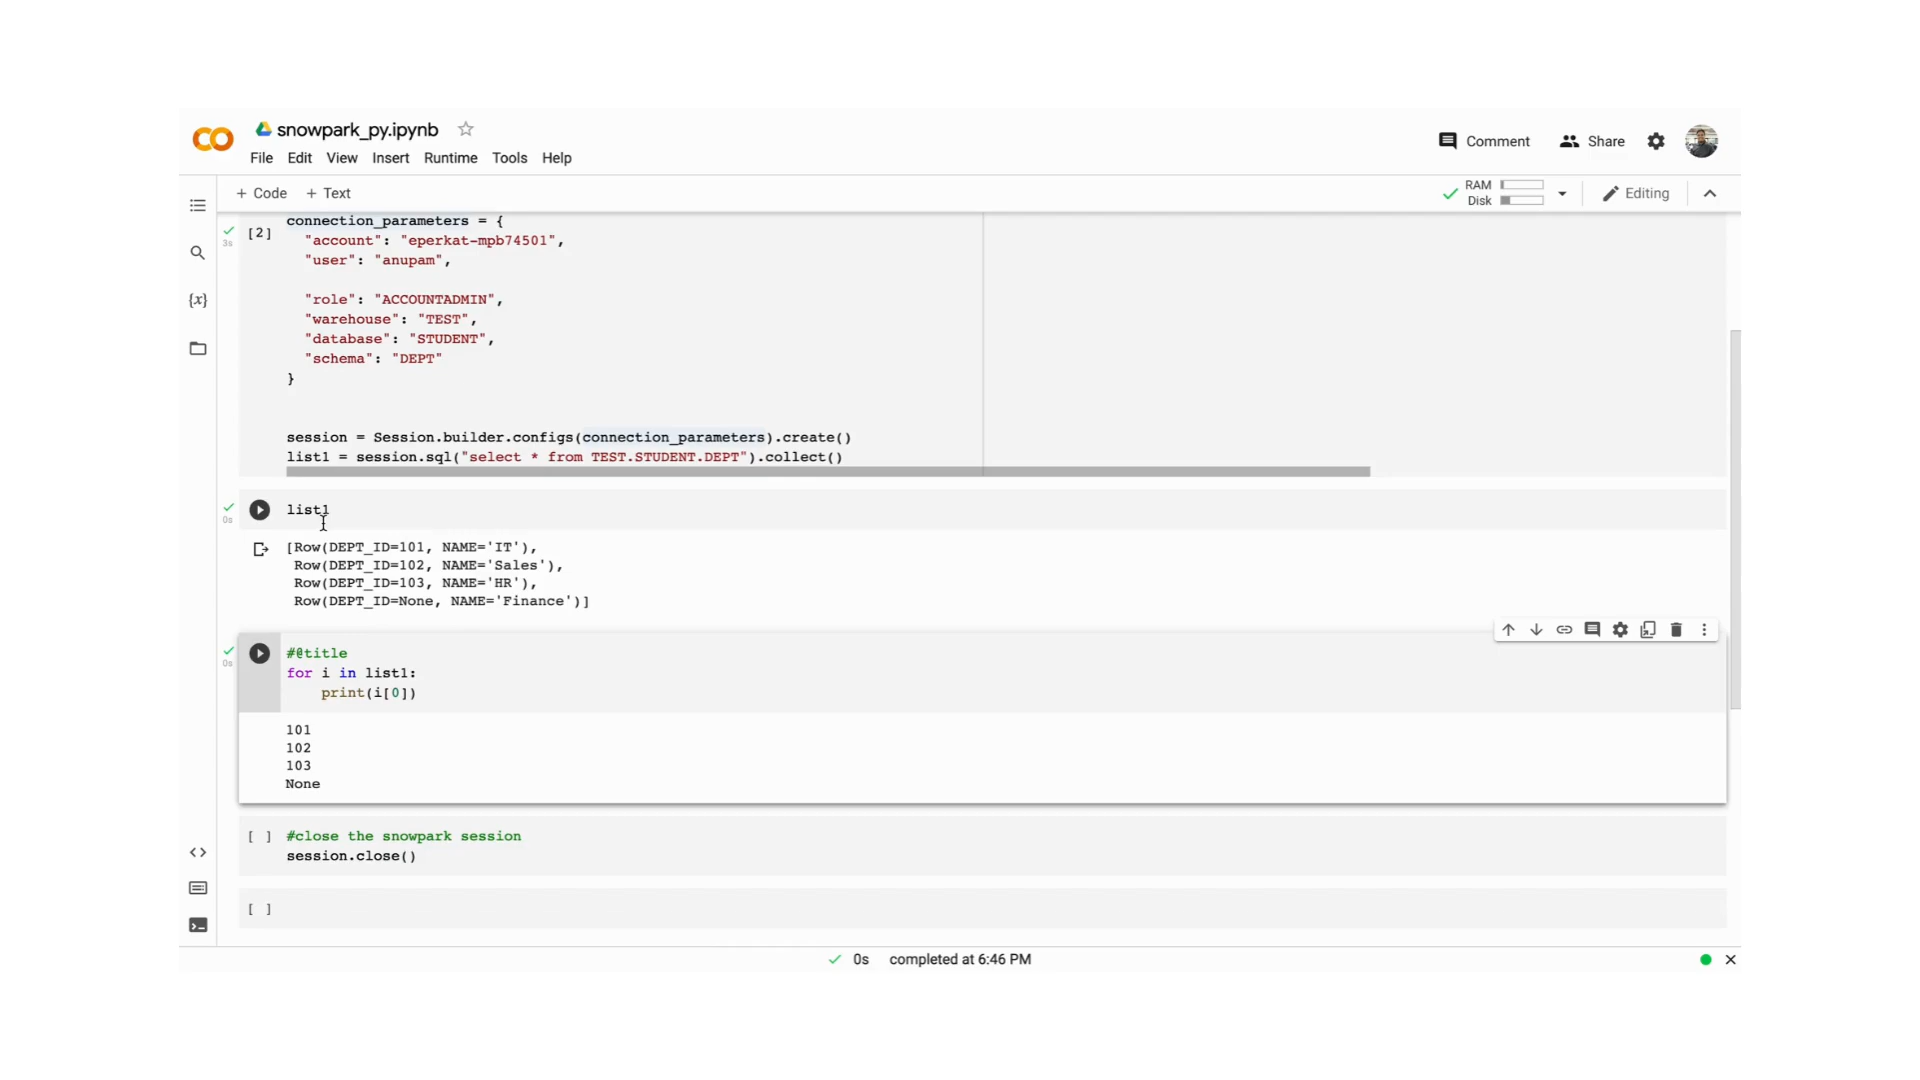 snowpark_py.ipynb
File Edit View Insert Runtime Tools Help
Comment Share
+ Code + Text
RAM
Disk
Editing
3s
[2]
connection_parameters = {
"account": "eperkat-mpb74501",
"user": "anupam",
"role": "ACCOUNTADMIN",
"warehouse": "TEST",
"database": "STUDENT",
"schema": "DEPT"
}
session = Session.builder.configs(connection_parameters).create()
list1 = session.sql("select * from TEST.STUDENT.DEPT").collect()
0s
list1
[Row(DEPT_ID=101, NAME='IT'),
Row(DEPT_ID=102, NAME='Sales'),
Row(DEPT_ID=103, NAME='HR'),
Row(DEPT_ID=None, NAME='Finance')]
0s
#@title
for i in list1:
print(i[0])
101
102
103
None
[ ] #close the snowpark session
session.close()
[ ]
0s completed at 6:46 PM